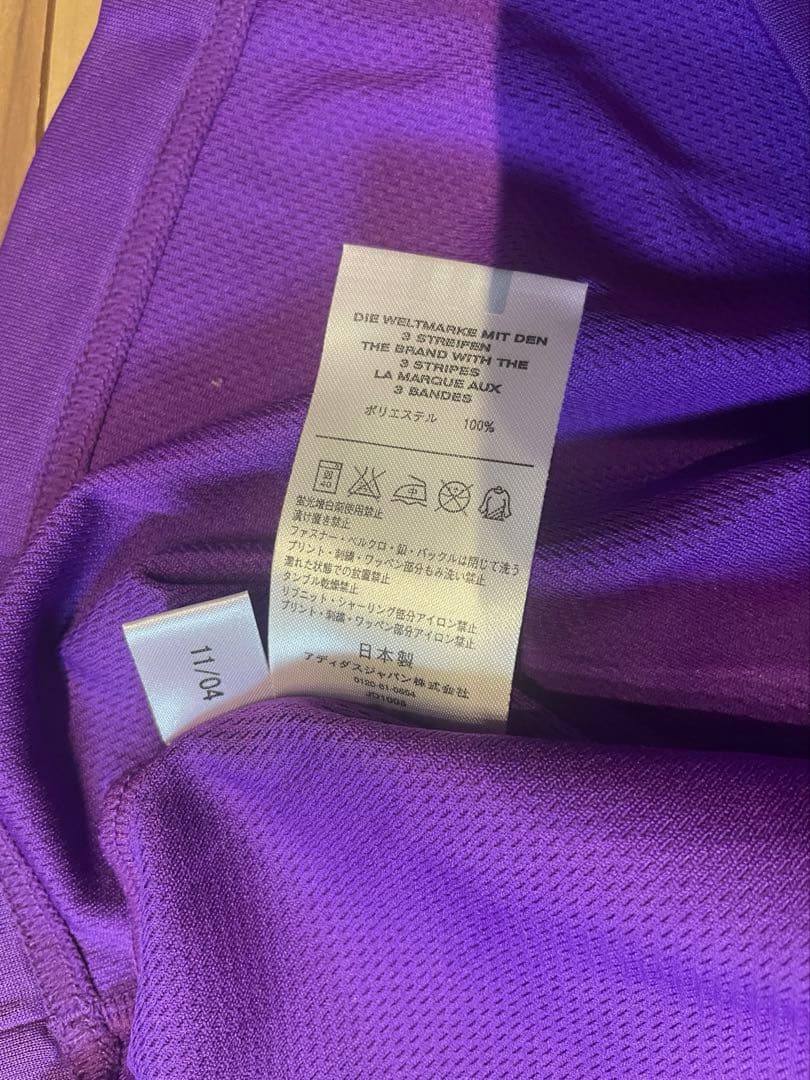 DIE WELTMARKE MIT DEN
3 STREIFEN
THE BRAND WITH THE
3 STRIPES
LA MARQUE AUX
3 BANDES
ポリエステル 100%
弱
40
中
蛍光増白剤使用禁止
漬け置き禁止
ファスナー・ベルクロ・釦・バックルは閉じて洗う
プリント・刺繍・ワッペン部分もみ洗い禁止
濡れた状態での放置禁止
タンブル乾燥禁止
リブニット・シャーリング部分アイロン禁止
プリント・刺繍・ワッペン部分アイロン禁止
日本製
アディダスジャパン株式会社
0120-81-0654
11/04